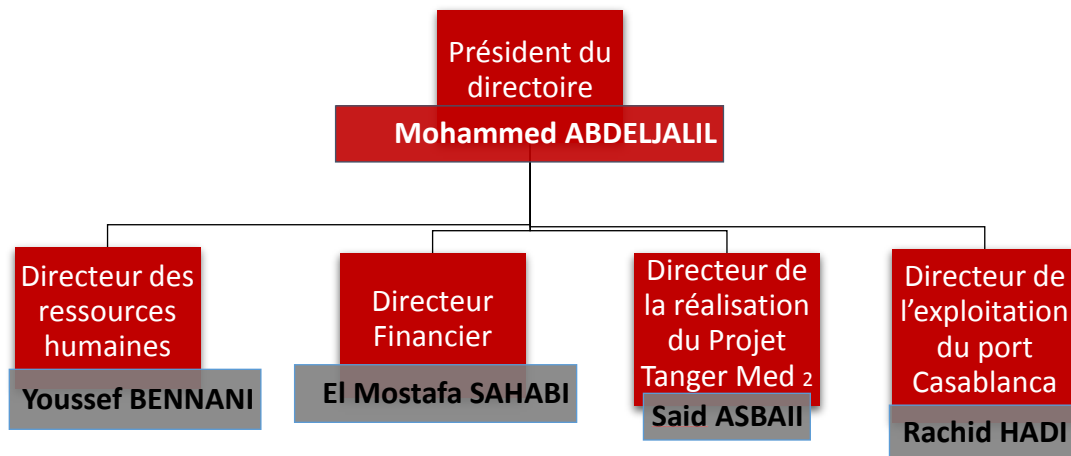 Président du
directoire
Mohammed ABDELJALIL
Directeur des
ressources
humaines
Youssef BENNANI
Directeur
Financier
El Mostafa SAHABI
Directeur de
la réalisation
du Projet
Tanger Med 2
Said ASBAII
Directeur de
l’exploitation
du port
Casablanca
Rachid HADI